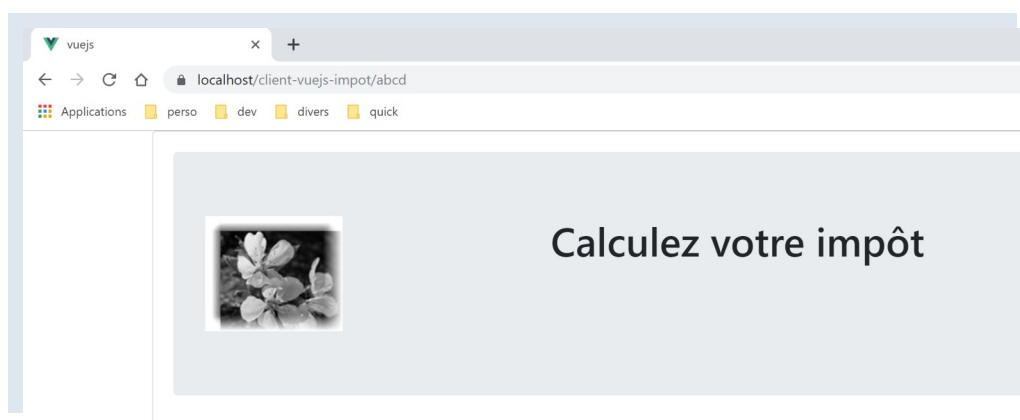 vuejs
localhost/client-vuejs-impot/abcd
Applications perso dev divers quick
Calculez votre impôt